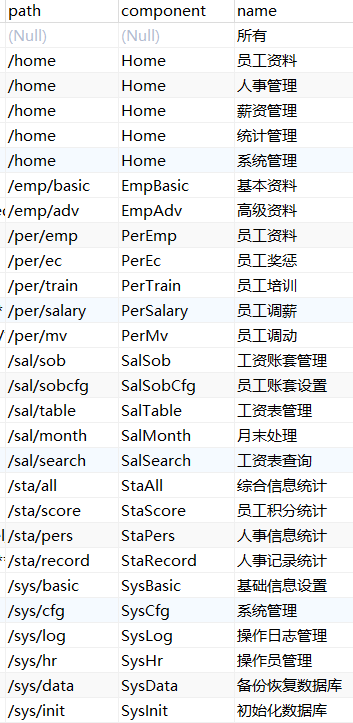 path component name
(Null) (Null) 所有
/home Home 员工资料
/home Home 人事管理
/home Home 薪资管理
/home Home 统计管理
/home Home 系统管理
/emp/basic EmpBasic 基本资料
/emp/adv EmpAdv 高级资料
/per/emp PerEmp 员工资料
/per/ec PerEc 员工奖惩
/per/train PerTrain 员工培训
/per/salary PerSalary 员工调薪
/per/mv PerMv 员工调动
/sal/sob SalSob 工资账套管理
/sal/sobcfg SalSobCfg 员工账套设置
/sal/table SalTable 工资表管理
/sal/month SalMonth 月末处理
/sal/search SalSearch 工资表查询
/sta/all StaAll 综合信息统计
/sta/score StaScore 员工积分统计
/sta/pers StaPers 人事信息统计
/sta/record StaRecord 人事记录统计
/sys/basic SysBasic 基础信息设置
/sys/cfg SysCfg 系统管理
/sys/log SysLog 操作日志管理
/sys/hr SysHr 操作员管理
/sys/data SysData 备份恢复数据库
/sys/init SysInit 初始化数据库